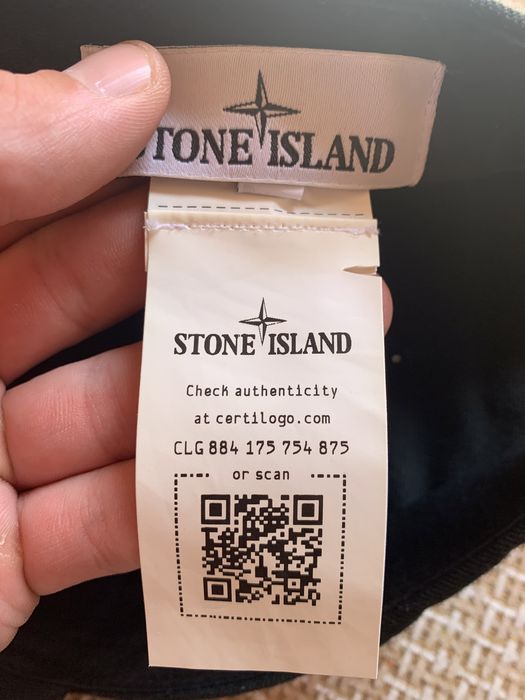 STONE ISLAND
STONE ISLAND
Check authenticity
at certilogo.com
CLG 884 175 754 875
or scan